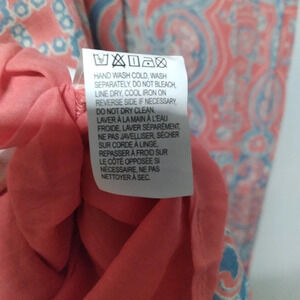 HAND WASH COLD, WASH
SEPARATELY, DO NOT BLEACH,
LINE DRY, COOL IRON ON
REVERSE SIDE IF NECESSARY,
DO NOT DRY CLEAN.
LAVER À LA MAIN À L'EAU
FROIDE, LAVER SÉPARÉMENT,
NE PAS JAVELLISER, SÉCHER
SUR CORDE À LINGE,
REPASSER À FROID SUR
LE CÔTÉ OPPOSÉE SI
NÉCESSAIRE, NE PAS
NETTOYER À SEC.